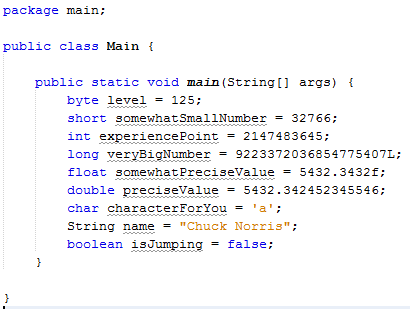 package main;
public class Main {
public static void main(String[] args) {
byte level = 125;
short somewhatSmallNumber = 32766;
int experiencePoint = 2147483645;
long veryBigNumber = 9223372036854775407L;
float somewhatPreciseValue = 5432.3432f;
double preciseValue = 5432.342452345546;
char characterForYou = 'a';
String name = "Chuck Norris";
boolean isJumping = false;
}
}